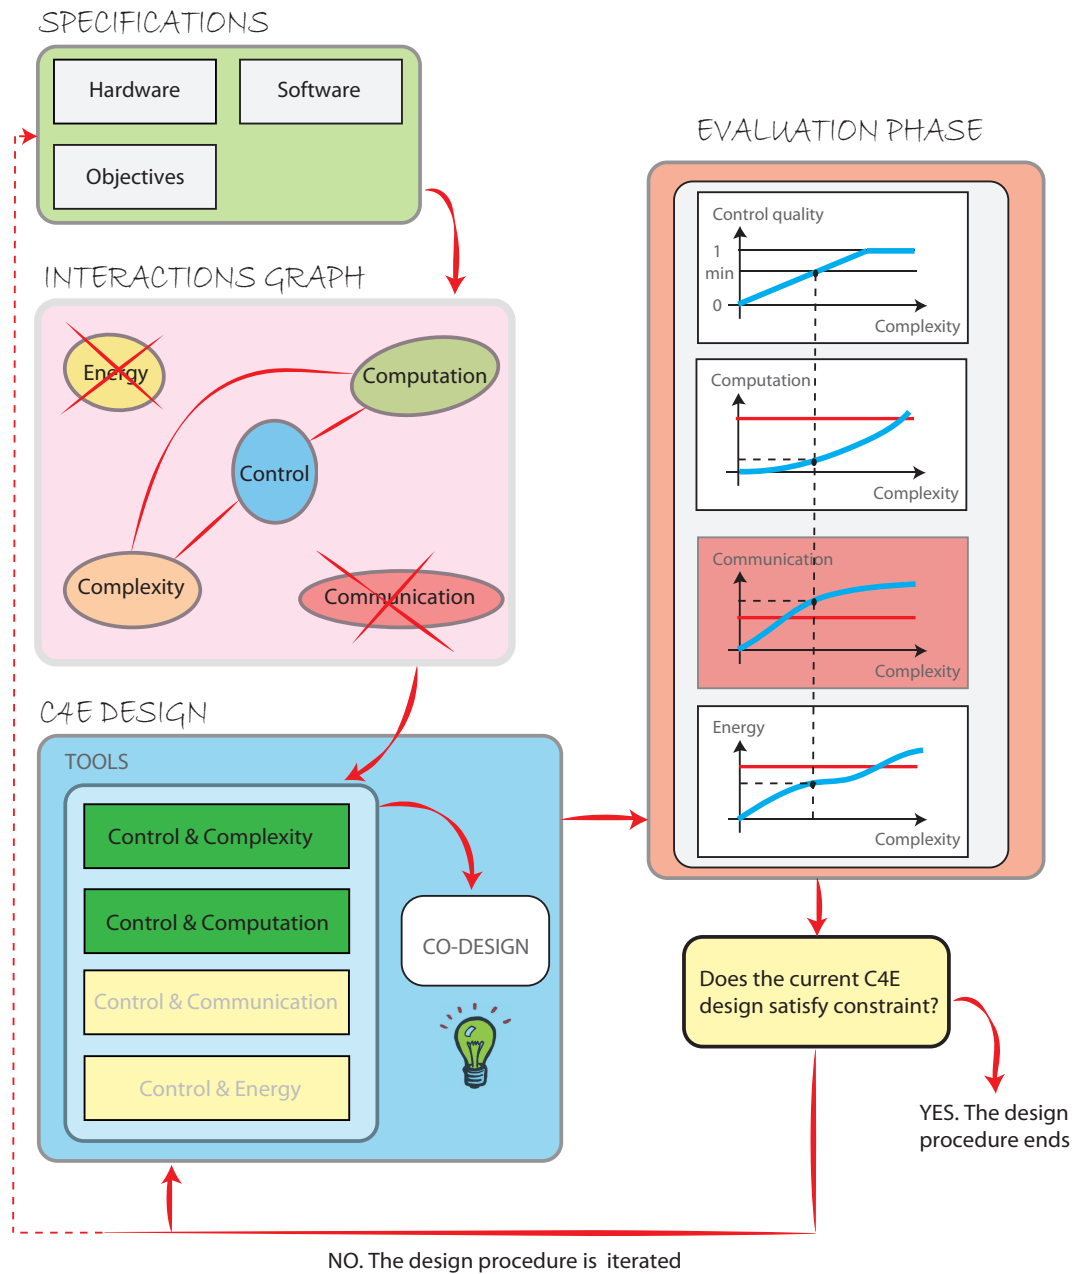 SPECIFICATIONS
Hardware
Software
Objectives
INTERACTIONS GRAPH
Energy
Computation
Control
Complexity
Communication
C4E DESIGN
TOOLS
Control & Complexity
Control & Computation
Control & Communication
Control & Energy
CO-DESIGN
EVALUATION PHASE
Control quality
1
min
0
Complexity
Computation
Complexity
Communication
Complexity
Energy
Complexity
Does the current C4E
design satisfy constraint?
YES. The design
procedure ends
NO. The design procedure is iterated